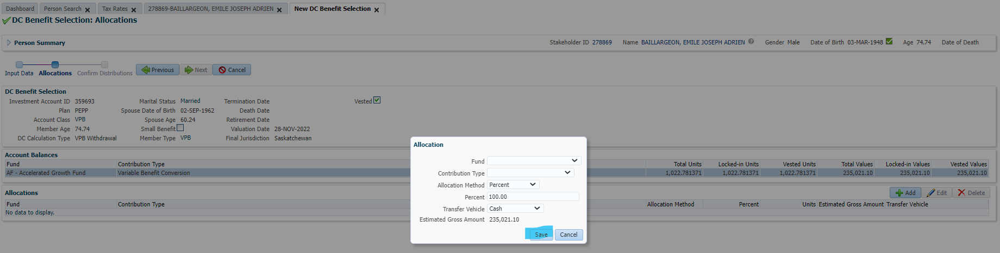 Dashboard Person Search Tax Rates 278869-BAILLARGEON, EMILE JOSEPH ADRIEN New DC Benefit Selection
DC Benefit Selection: Allocations
Person Summary Stakeholder ID 278869 Name BAILLARGEON, EMILE JOSEPH ADRIEN Gender Male Date of Birth 03-MAR-1948 Age 74.74 Date of Death
Input Data Allocations Confirm Distributions Previous Next Cancel
DC Benefit Selection
Investment Account ID 359693 Marital Status Married Termination Date Vested
Plan PEPP Spouse Date of Birth 02-SEP-1962 Death Date
Account Class VPB Spouse Age 60.24 Retirement Date
Member Age 74.74 Small Benefit Valuation Date 28-NOV-2022
DC Calculation Type VPB Withdrawal Member Type VPB Final Jurisdiction Saskatchewan
Account Balances
Fund Contribution Type Total Units Locked-in Units Vested Units Total Values Locked-in Values Vested Values
AF - Accelerated Growth Fund Variable Benefit Conversion 1,022.781371 1,022.781371 1,022.781371 235,021.10 235,021.10 235,021.10
Allocations Add Edit Delete
Fund Contribution Type Allocation Method Percent Units Estimated Gross Amount Transfer Vehicle
No data to display.
Allocation
Fund
Contribution Type
Allocation Method Percent
Percent 100.00
Transfer Vehicle Cash
Estimated Gross Amount 235,021.10
Save Cancel